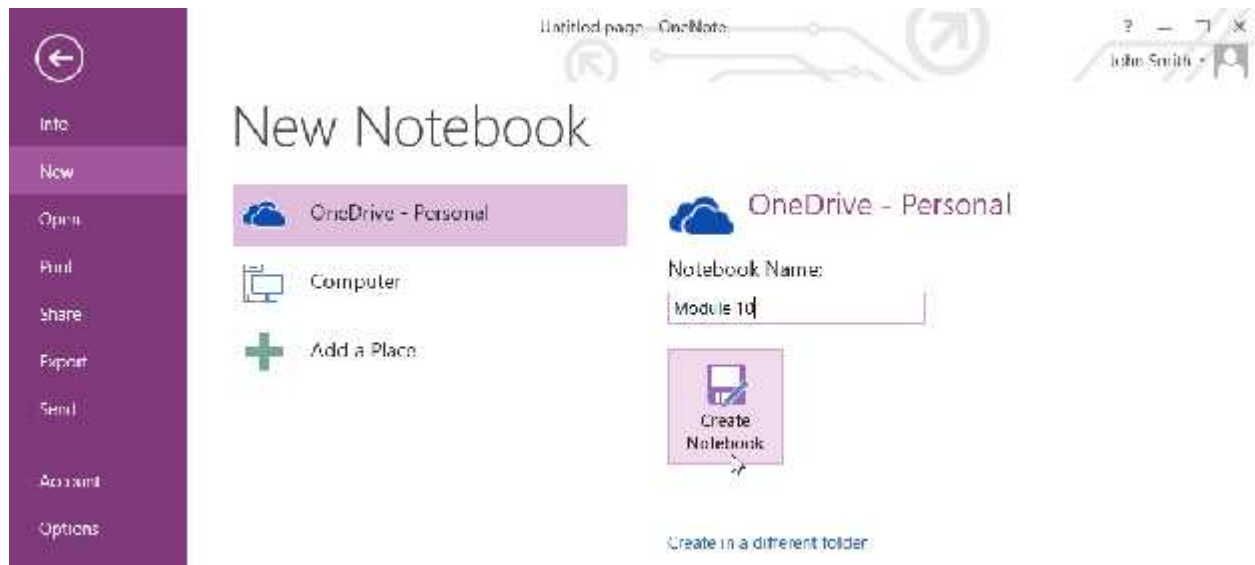 Untitled page - OneNote
?
John Smith
Info
New
Open
Print
Share
Export
Send
Account
Options
New Notebook
OneDrive - Personal
Computer
Add a Place
OneDrive - Personal
Notebook Name:
Module 10
Create
Notebook
Create in a different folder